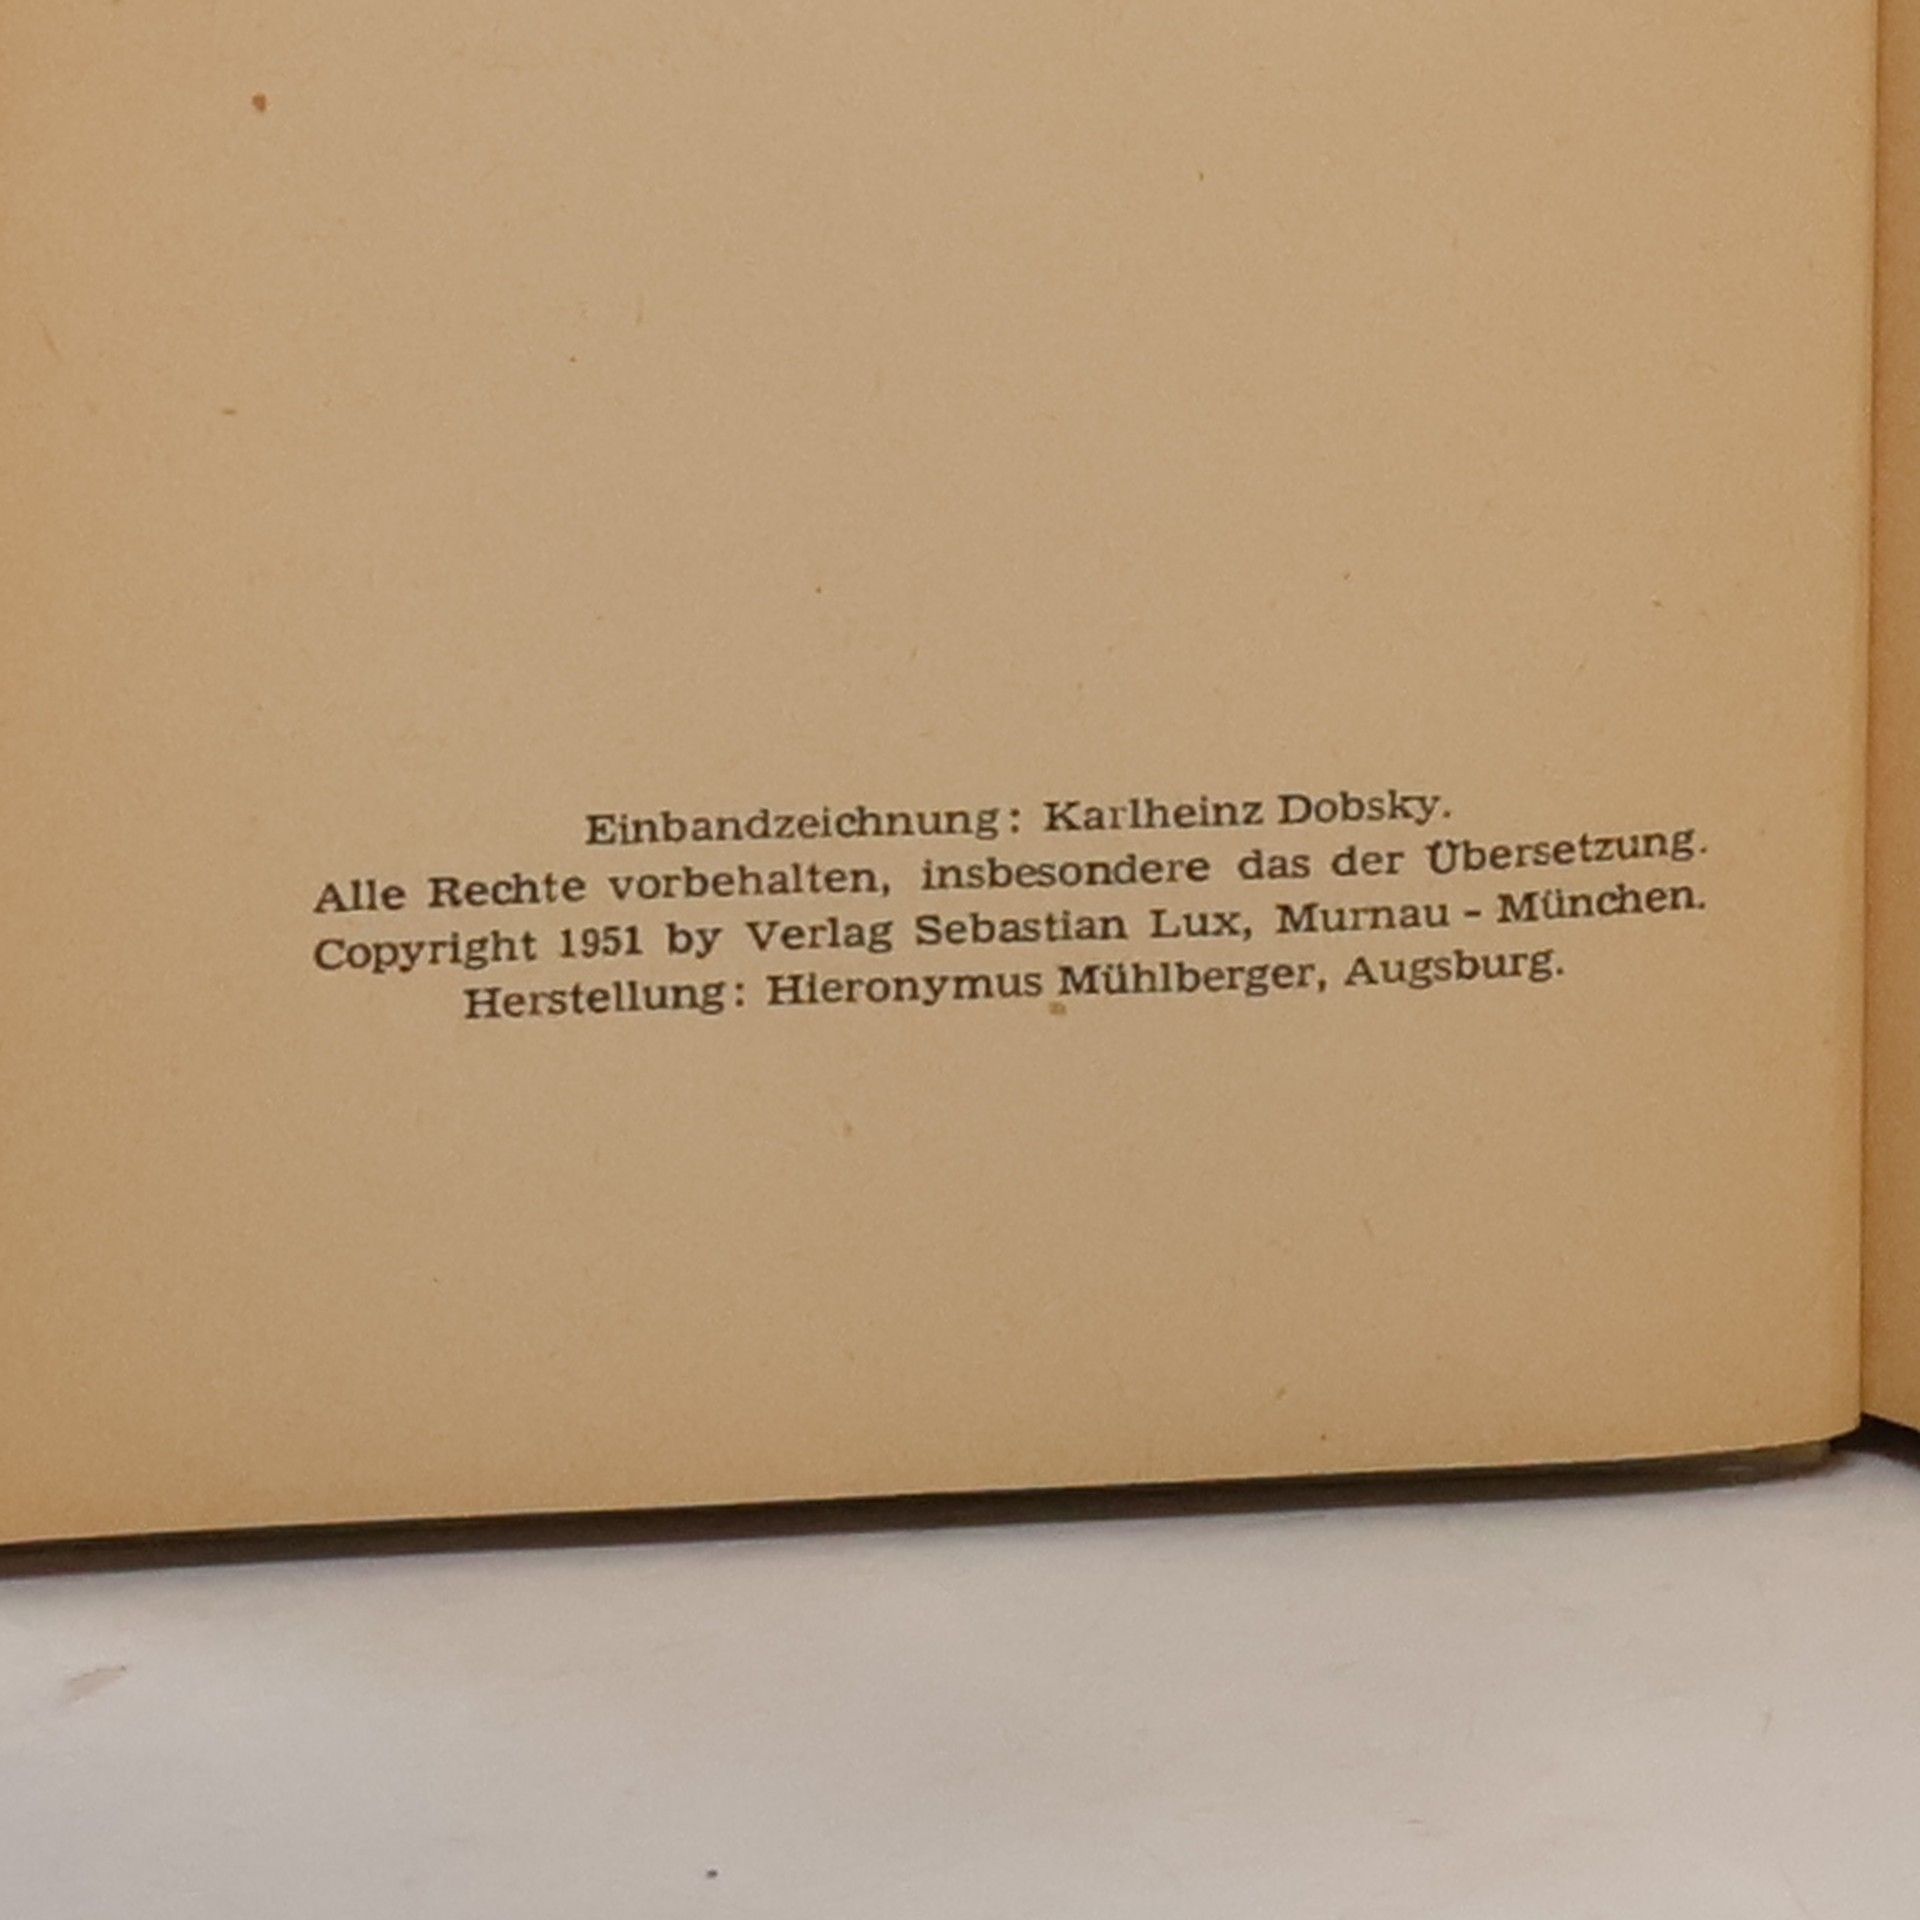 Einbandzeichnung: Karlheinz Dobsky.
Alle Rechte vorbehalten, insbesondere das der Übersetzung.
Copyright 1951 by Verlag Sebastian Lux, Murnau - München.
Herstellung: Hieronymus Mühlberger, Augsburg.